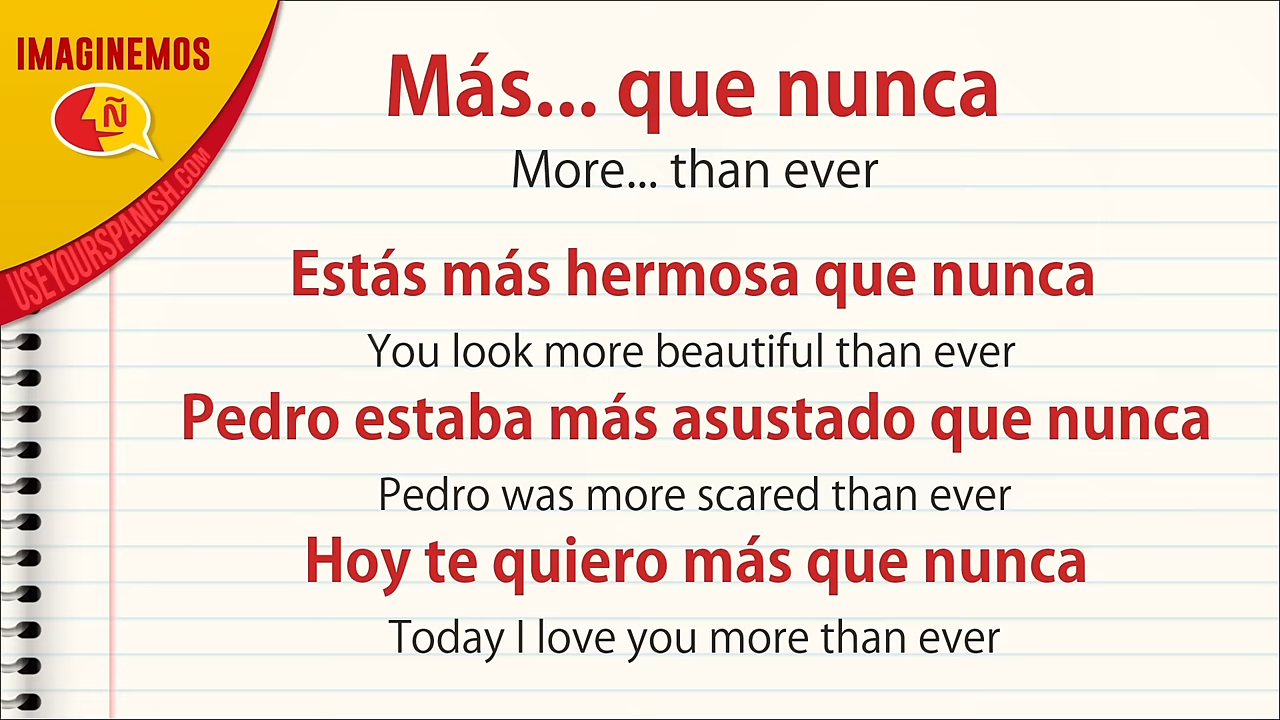 IMAGINEMOS
Ñ
USEYOURSPANISH.COM
Más... que nunca
More... than ever
Estás más hermosa que nunca
You look more beautiful than ever
Pedro estaba más asustado que nunca
Pedro was more scared than ever
Hoy te quiero más que nunca
Today I love you more than ever